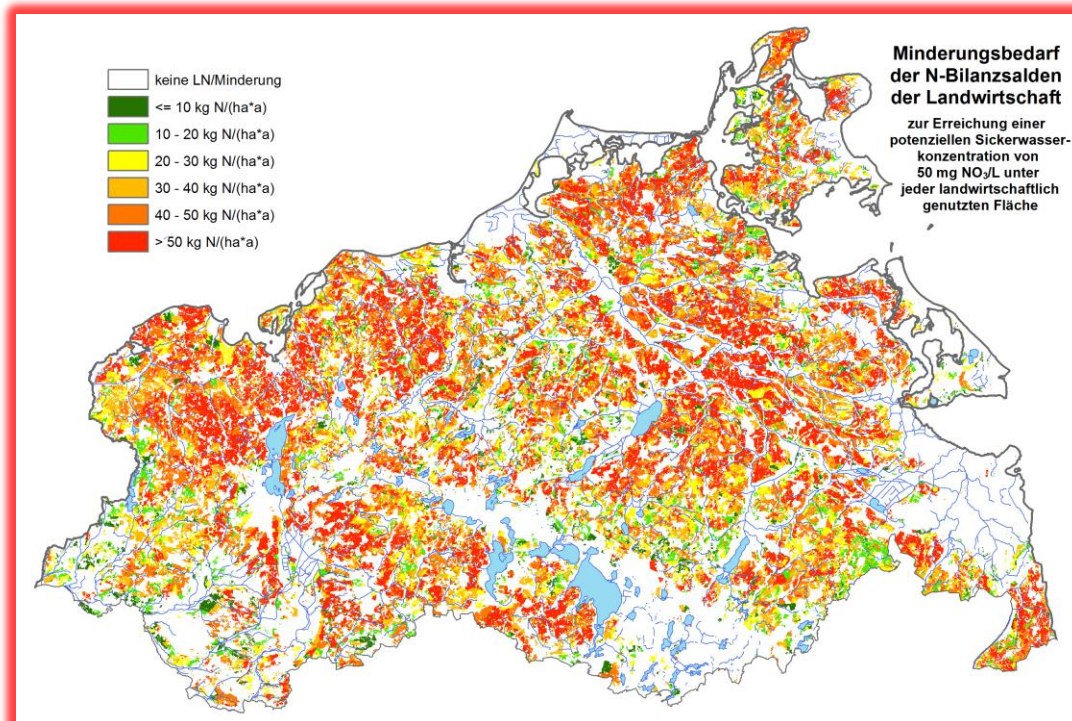 Minderungsbedarf
der N-Bilanzsalden
der Landwirtschaft
zur Erreichung einer
potenziellen Sickerwasser-
konzentration von
50 mg NO₃/L unter
jeder landwirtschaftlich
genutzten Fläche
keine LN/Minderung
<= 10 kg N/(ha*a)
10 - 20 kg N/(ha*a)
20 - 30 kg N/(ha*a)
30 - 40 kg N/(ha*a)
40 - 50 kg N/(ha*a)
> 50 kg N/(ha*a)